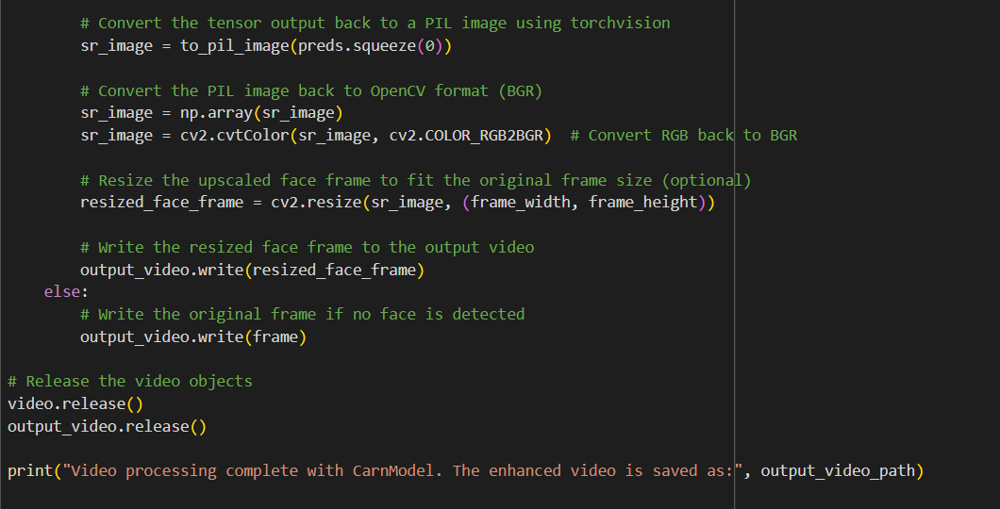 # Convert the tensor output back to a PIL image using torchvision
sr_image = to_pil_image(preds.squeeze(0))
# Convert the PIL image back to OpenCV format (BGR)
sr_image = np.array(sr_image)
sr_image = cv2.cvtColor(sr_image, cv2.COLOR_RGB2BGR)  # Convert RGB back to BGR
# Resize the upscaled face frame to fit the original frame size (optional)
resized_face_frame = cv2.resize(sr_image, (frame_width, frame_height))
# Write the resized face frame to the output video
output_video.write(resized_face_frame)
else:
# Write the original frame if no face is detected
output_video.write(frame)
# Release the video objects
video.release()
output_video.release()
print("Video processing complete with CarnModel. The enhanced video is saved as:", output_video_path)